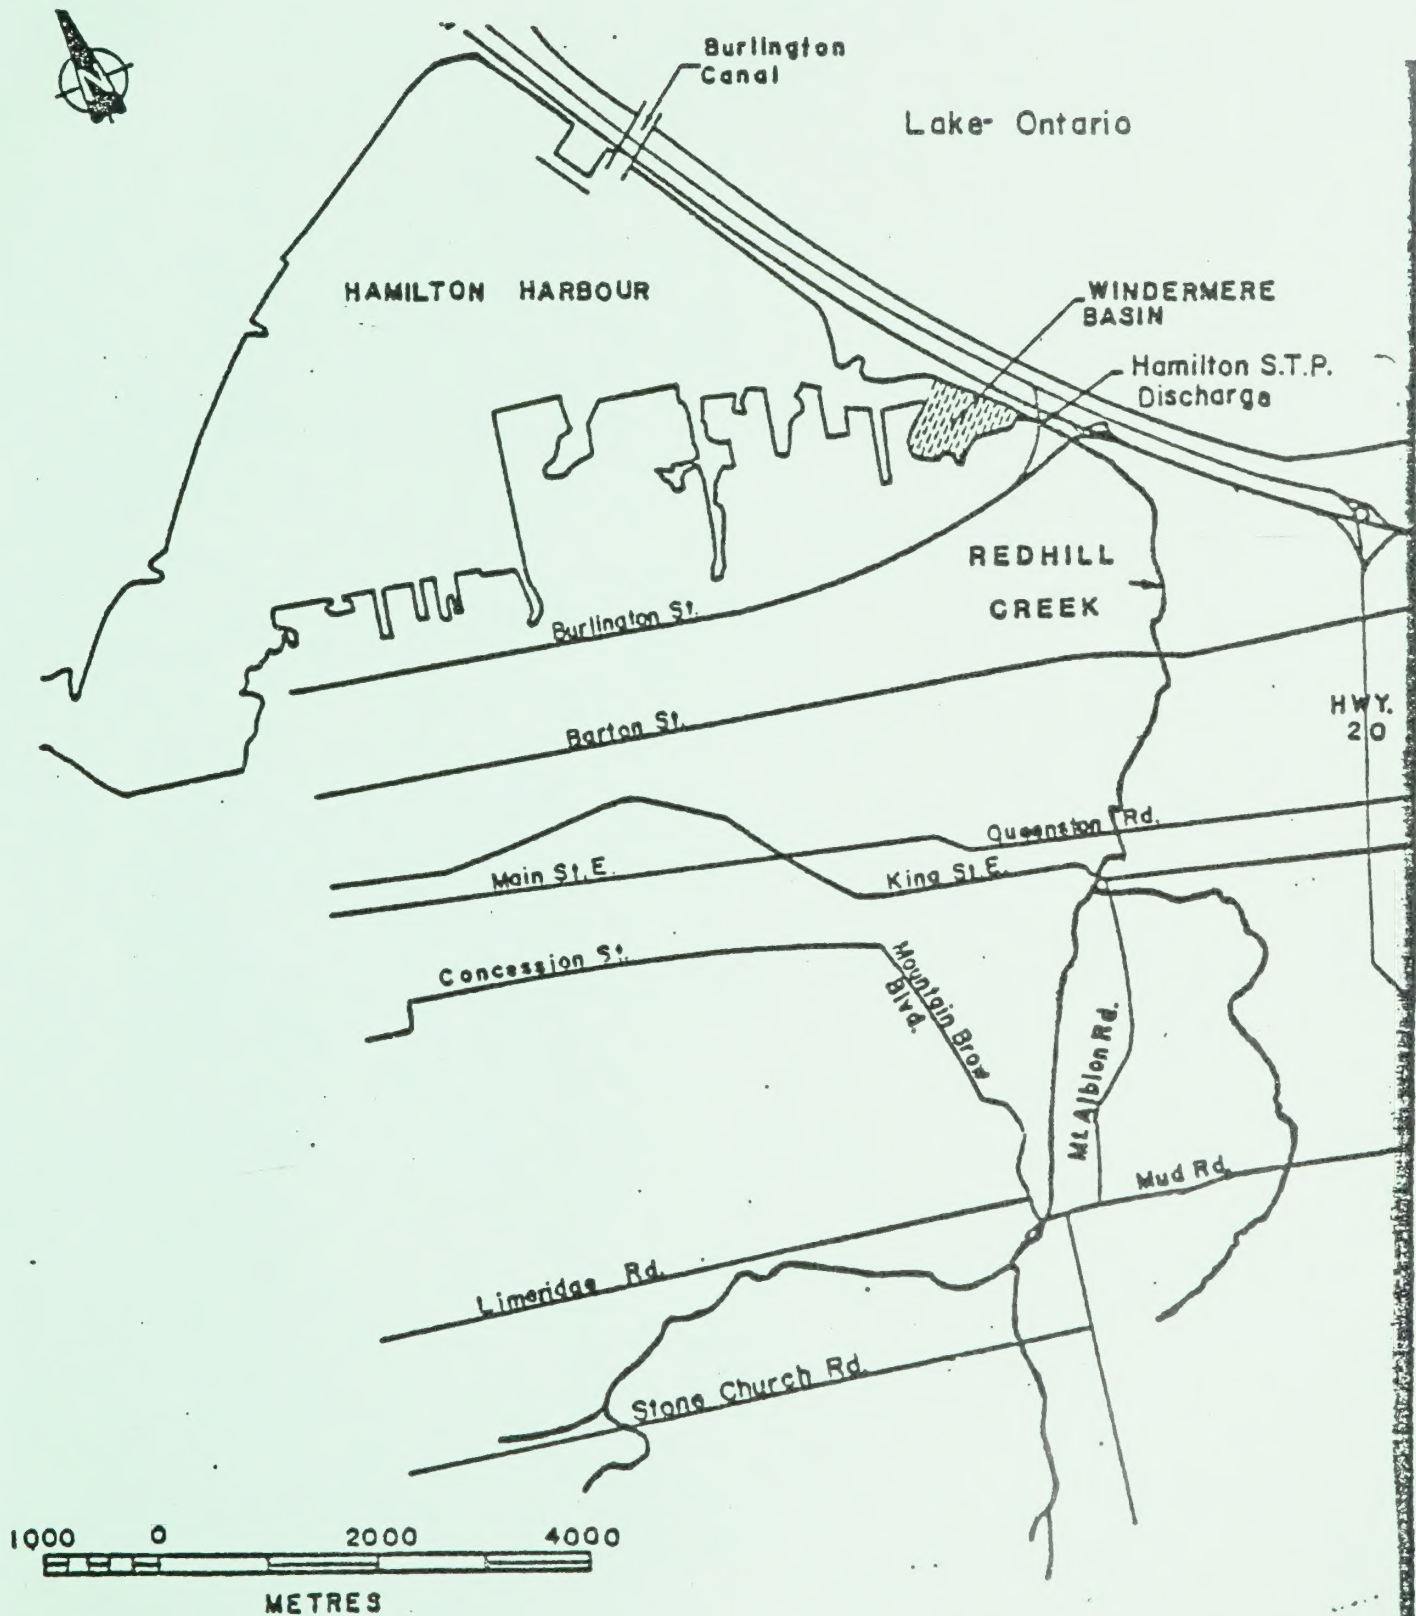 N
Burlington
Canal
Lake- Ontario
HAMILTON HARBOUR
WINDERMERE
BASIN
Hamilton S.T.P.
Discharge
REDHILL
CREEK
Burlington St.
Barton St.
HWY.
20
Queenston Rd.
Main St. E.
King St. E.
Concession St.
Mountain Brow
Blvd.
Mt. Albion Rd.
Mud Rd.
Limeridge Rd.
Stone Church Rd.
1000 0 2000 4000
METRES